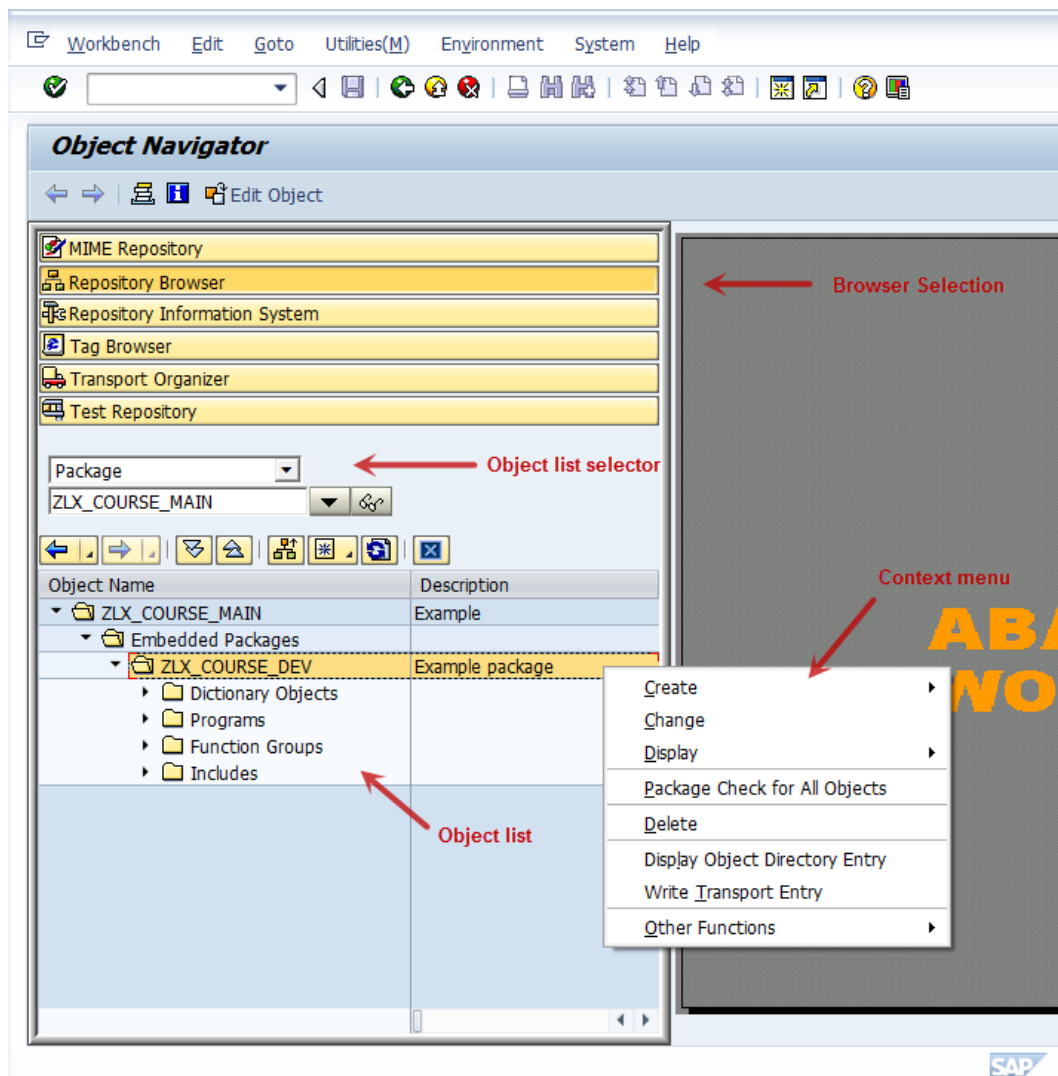 Workbench Edit Goto Utilities(M) Environment System Help
Object Navigator
Edit Object
MIME Repository
Repository Browser
Browser Selection
Repository Information System
Tag Browser
Transport Organizer
Test Repository
Package
Object list selector
ZLX_COURSE_MAIN
Object Name Description
Context menu
ZLX_COURSE_MAIN Example
Embedded Packages
ZLX_COURSE_DEV Example package
Dictionary Objects
Programs
Function Groups
Includes
Object list
Create
Change
Display
Package Check for All Objects
Delete
Display Object Directory Entry
Write Transport Entry
Other Functions
ABA
WO
SAP